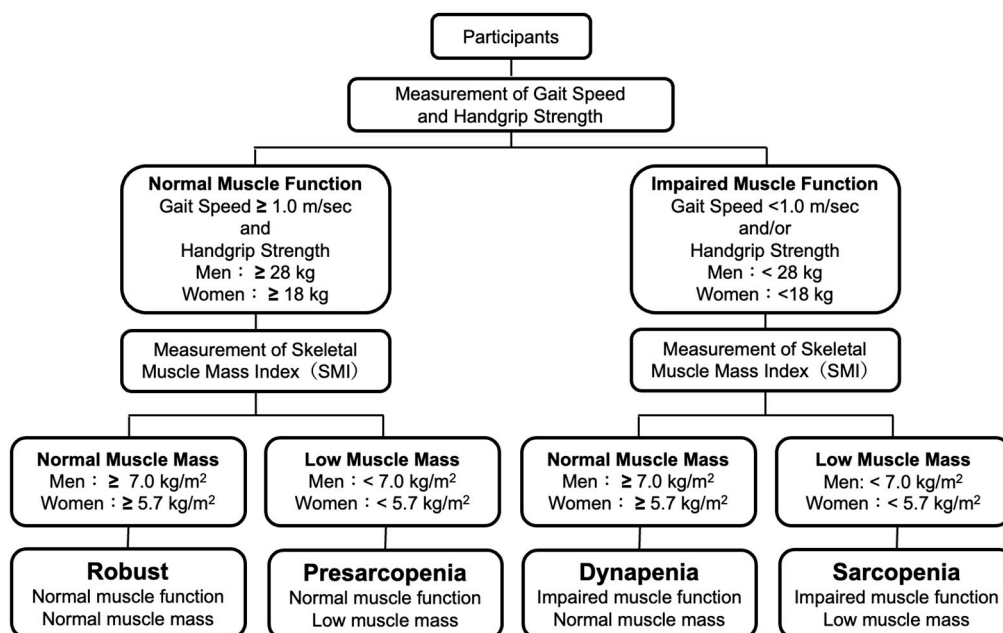 Participants
Measurement of Gait Speed
and Handgrip Strength
Normal Muscle Function
Gait Speed ≥ 1.0 m/sec
and
Handgrip Strength
Men： ≥ 28 kg
Women： ≥ 18 kg
Impaired Muscle Function
Gait Speed <1.0 m/sec
and/or
Handgrip Strength
Men：< 28 kg
Women：<18 kg
Measurement of Skeletal
Muscle Mass Index（SMI）
Measurement of Skeletal
Muscle Mass Index（SMI）
Normal Muscle Mass
Men：≥ 7.0 kg/m²
Women：≥ 5.7 kg/m²
Low Muscle Mass
Men：< 7.0 kg/m²
Women：< 5.7 kg/m²
Normal Muscle Mass
Men：≥ 7.0 kg/m²
Women： ≥ 5.7 kg/m²
Low Muscle Mass
Men: < 7.0 kg/m²
Women：< 5.7 kg/m²
Robust
Normal muscle function
Normal muscle mass
Presarcopenia
Normal muscle function
Low muscle mass
Dynapenia
Impaired muscle function
Normal muscle mass
Sarcopenia
Impaired muscle function
Low muscle mass